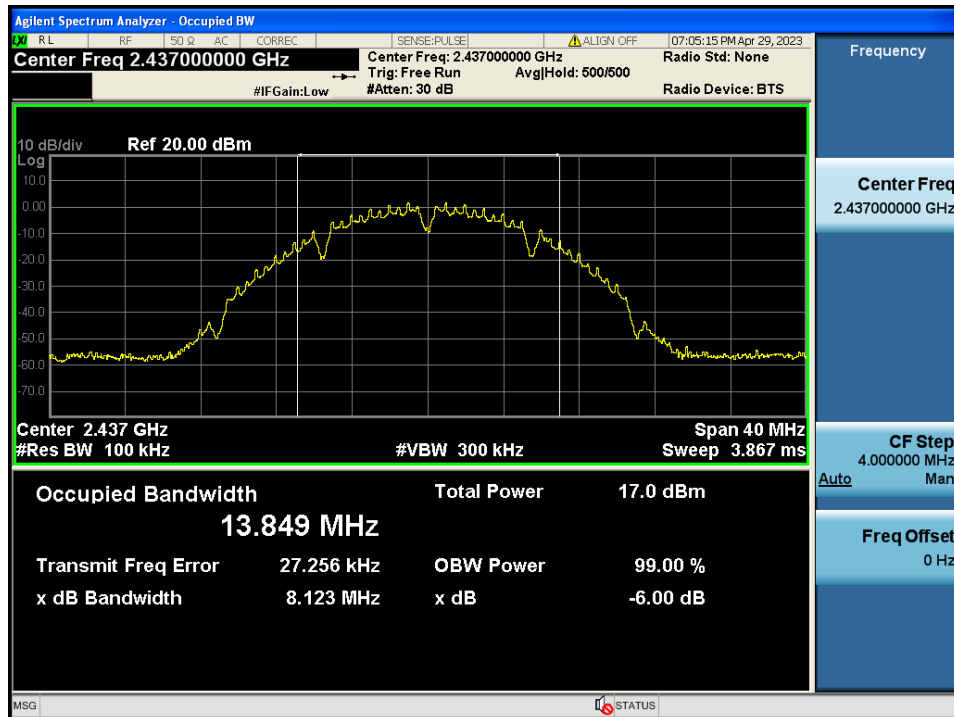 Agilent Spectrum Analyzer - Occupied BW
LXI RL RF 50 Ω AC CORREC SENSE:PULSE ALIGN OFF 07:05:15 PM Apr 29, 2023
Center Freq 2.437000000 GHz
Center Freq: 2.437000000 GHz
Radio Std: None
Trig: Free Run Avg|Hold: 500/500
#IFGain:Low
#Atten: 30 dB
Radio Device: BTS
10 dB/div
Ref 20.00 dBm
Log
10.0
0.00
-10.0
-20.0
-30.0
-40.0
-50.0
-60.0
-70.0
Center 2.437 GHz
Span 40 MHz
#Res BW 100 kHz
#VBW 300 kHz
Sweep 3.867 ms
Occupied Bandwidth
Total Power 17.0 dBm
13.849 MHz
Transmit Freq Error 27.256 kHz
OBW Power 99.00 %
x dB Bandwidth 8.123 MHz
x dB -6.00 dB
Frequency
Center Freq
2.437000000 GHz
CF Step
4.000000 MHz
Auto Man
Freq Offset
0 Hz
MSG
STATUS